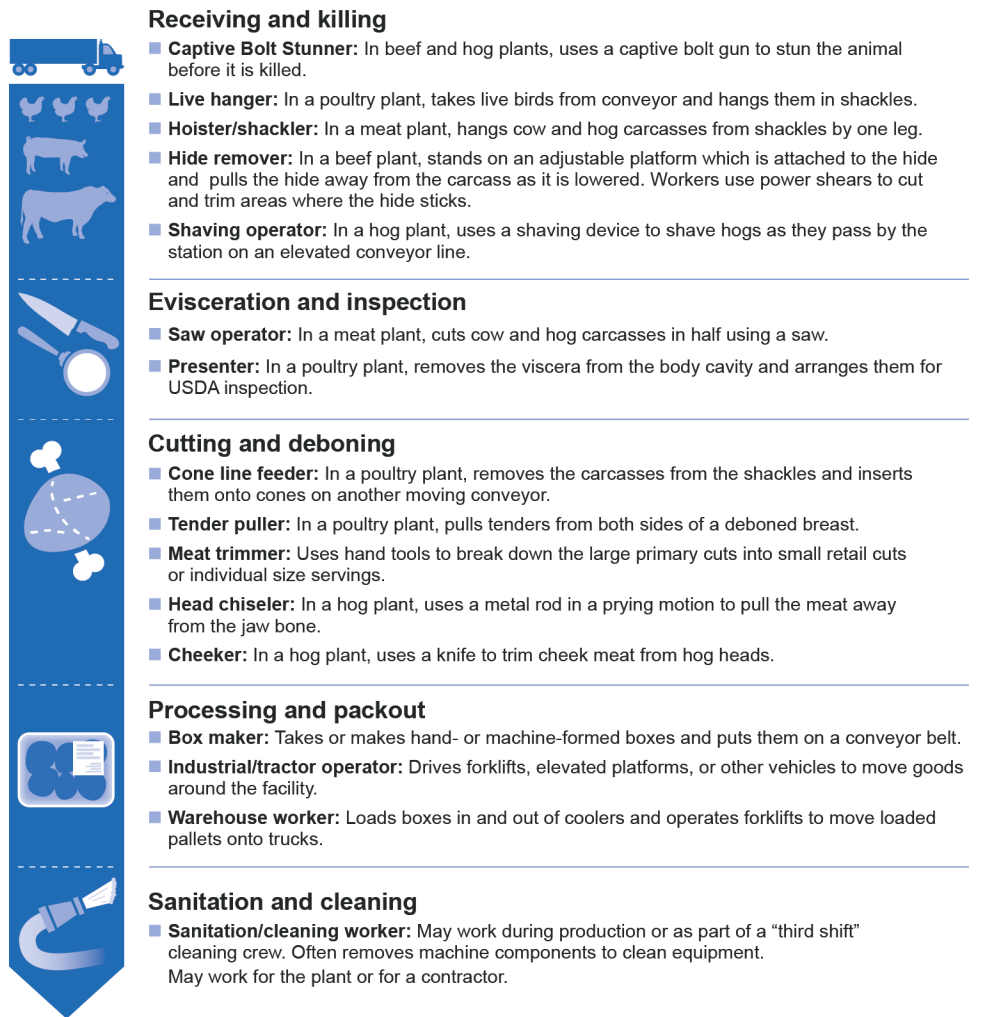 Receiving and killing
Captive Bolt Stunner: In beef and hog plants, uses a captive bolt gun to stun the animal
before it is killed.
Live hanger: In a poultry plant, takes live birds from conveyor and hangs them in shackles.
Hoister/shackler: In a meat plant, hangs cow and hog carcasses from shackles by one leg.
Hide remover: In a beef plant, stands on an adjustable platform which is attached to the hide
and  pulls the hide away from the carcass as it is lowered. Workers use power shears to cut
and trim areas where the hide sticks.
Shaving operator: In a hog plant, uses a shaving device to shave hogs as they pass by the
station on an elevated conveyor line.
Evisceration and inspection
Saw operator: In a meat plant, cuts cow and hog carcasses in half using a saw.
Presenter: In a poultry plant, removes the viscera from the body cavity and arranges them for
USDA inspection.
Cutting and deboning
Cone line feeder: In a poultry plant, removes the carcasses from the shackles and inserts
them onto cones on another moving conveyor.
Tender puller: In a poultry plant, pulls tenders from both sides of a deboned breast.
Meat trimmer: Uses hand tools to break down the large primary cuts into small retail cuts
or individual size servings.
Head chiseler: In a hog plant, uses a metal rod in a prying motion to pull the meat away
from the jaw bone.
Cheeker: In a hog plant, uses a knife to trim cheek meat from hog heads.
Processing and packout
Box maker: Takes or makes hand- or machine-formed boxes and puts them on a conveyor belt.
Industrial/tractor operator: Drives forklifts, elevated platforms, or other vehicles to move goods
around the facility.
Warehouse worker: Loads boxes in and out of coolers and operates forklifts to move loaded
pallets onto trucks.
Sanitation and cleaning
Sanitation/cleaning worker: May work during production or as part of a “third shift”
cleaning crew. Often removes machine components to clean equipment.
May work for the plant or for a contractor.